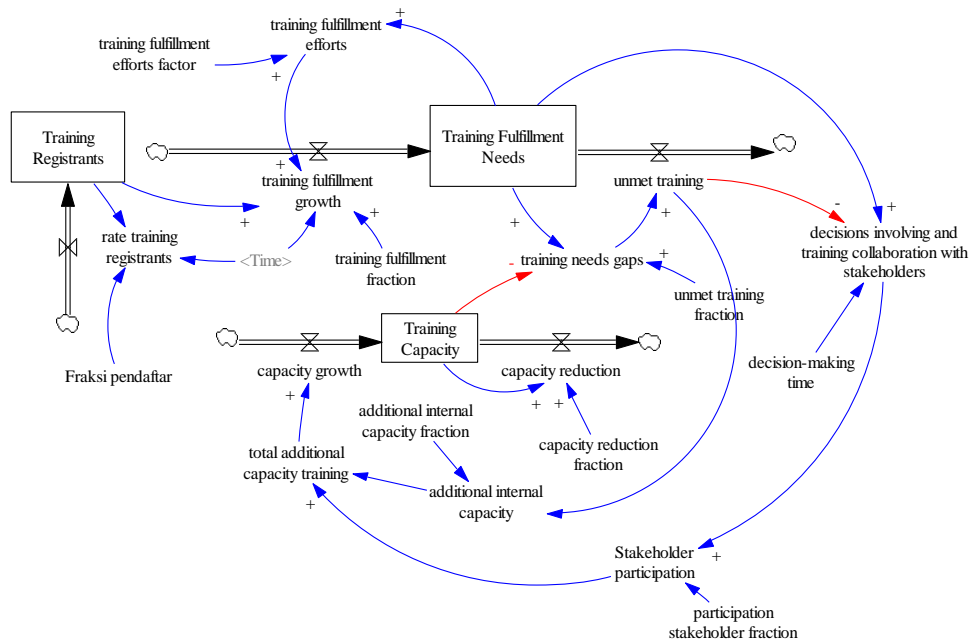 training fulfillment
efforts
+
training fulfillment
efforts factor
+
+
Training
Registrants
Training Fulfillment
Needs
+
training fulfillment
growth
unmet training
+
+
+
-
+
rate training
registrants
<Time>
training fulfillment
fraction
+
training needs gaps
-
+
decisions involving and
training collaboration with
stakeholders
unmet training
fraction
Training
Capacity
capacity growth
capacity reduction
+
+
+
Fraksi pendaftar
decision-making
time
additional internal
capacity fraction
capacity reduction
fraction
total additional
capacity training
+
additional internal
capacity
Stakeholder
participation
+
participation
stakeholder fraction